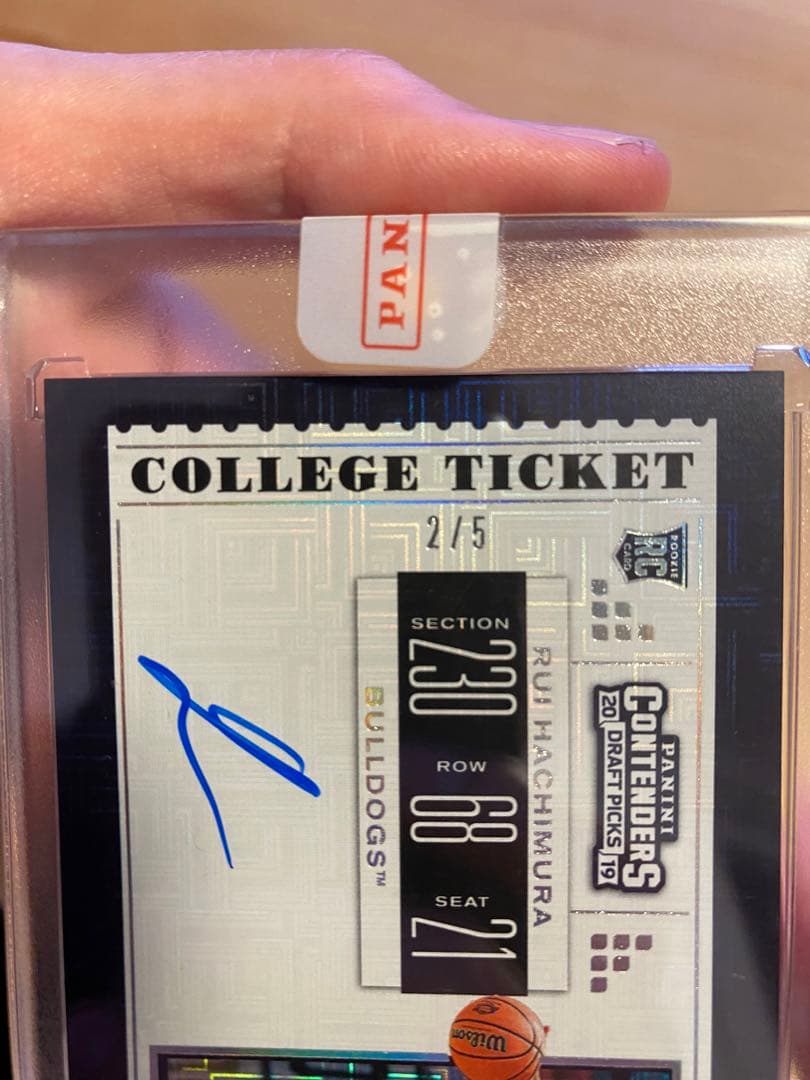 PAN
COLLEGE TICKET
2/5
RC
ROOKIE
CARD
SECTION
230
ROW
68
SEAT
21
RUI HACHIMURA
BULLDOGS™
PANINI
CONTENDERS
20 DRAFT PICKS 19
Wilson